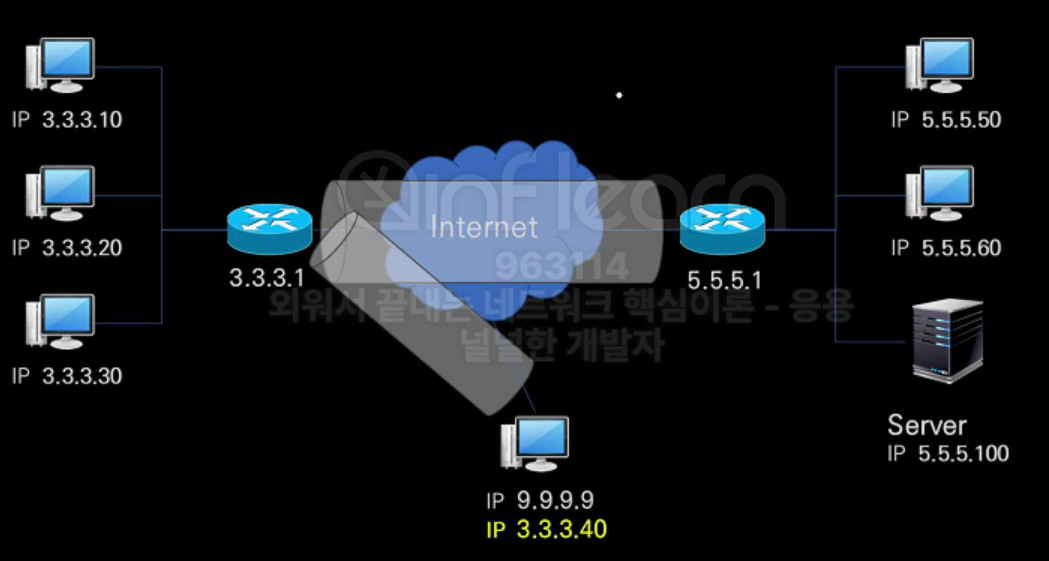 IP 3.3.3.10
IP 3.3.3.20
IP 3.3.3.30
3.3.3.1
Internet
inflearn
963114
외워서 끝내는 네트워크 핵심이론 - 응용
널널한 개발자
5.5.5.1
IP 5.5.5.50
IP 5.5.5.60
Server
IP 5.5.5.100
IP 9.9.9.9
IP 3.3.3.40